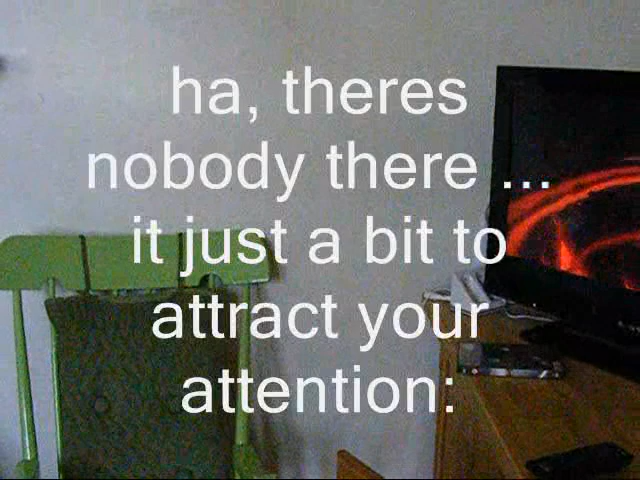 ha, theres
nobody there ...
it just a bit to
attract your
attention: